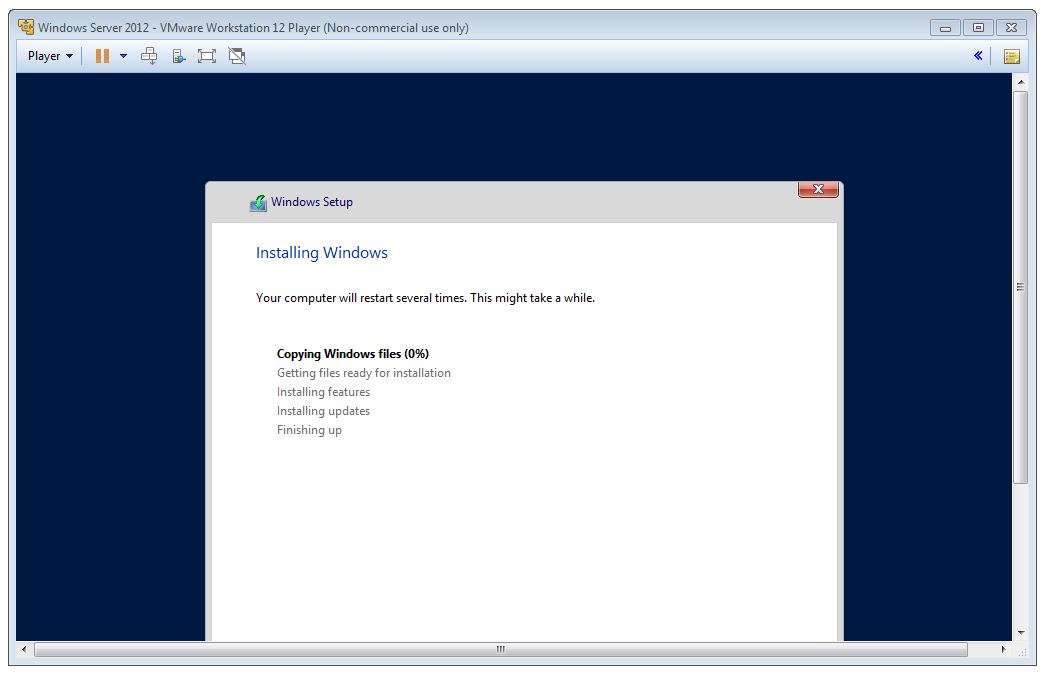 Windows Server 2012 - VMware Workstation 12 Player (Non-commercial use only)
Player
Windows Setup
Installing Windows
Your computer will restart several times. This might take a while.
Copying Windows files (0%)
Getting files ready for installation
Installing features
Installing updates
Finishing up